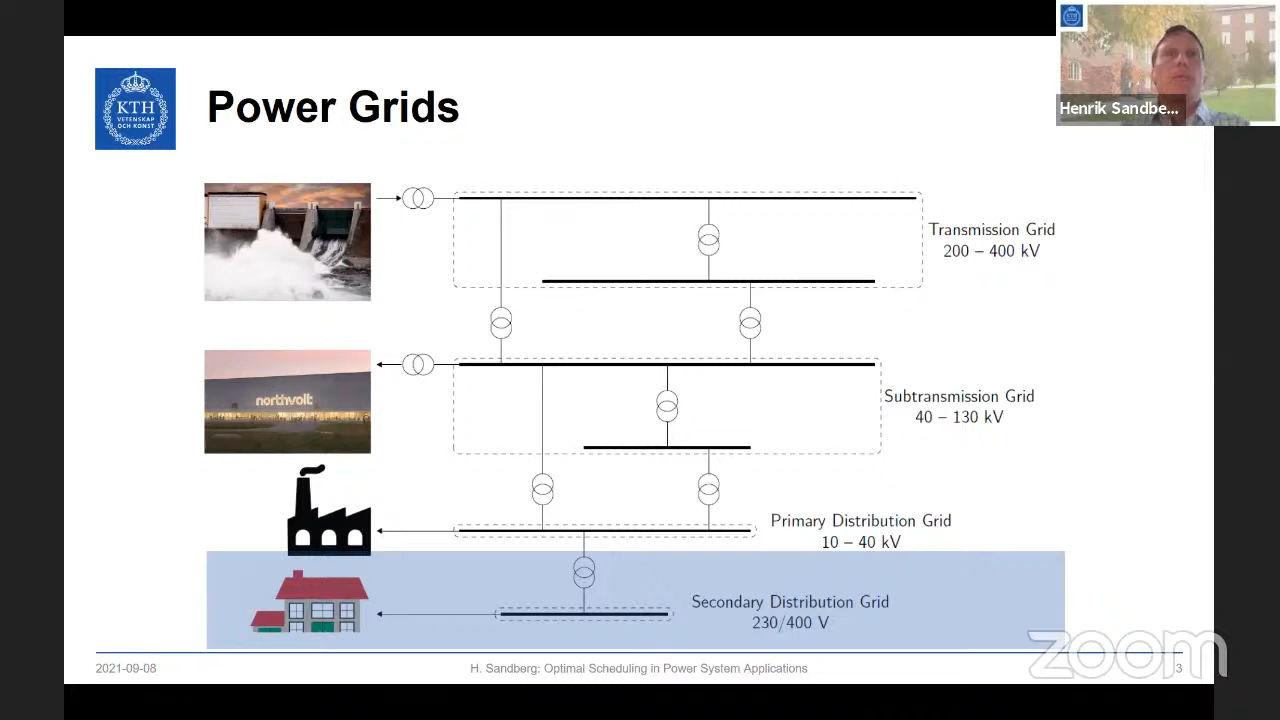 KTH
VETENSKAP
OCH KONST
Power Grids
Henrik Sandbe...
Transmission Grid
200 – 400 kV
northvolt
Subtransmission Grid
40 – 130 kV
Primary Distribution Grid
10 – 40 kV
Secondary Distribution Grid
230/400 V
2021-09-08
H. Sandberg: Optimal Scheduling in Power System Applications
3
zoom